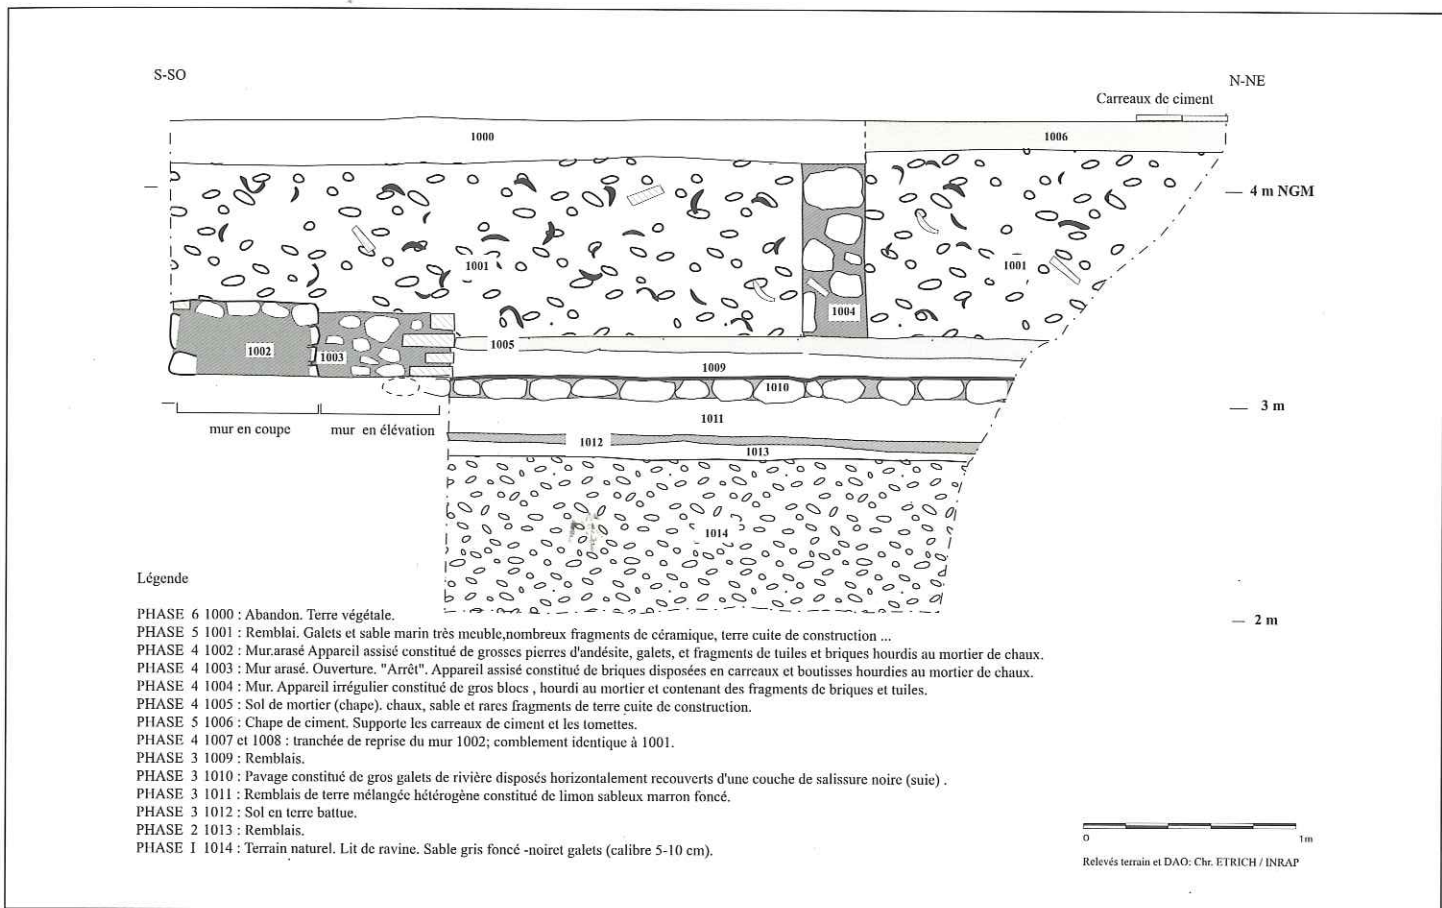 S-SO
N-NE
Carreaux de ciment
1000
1006
4 m NGM
1001
1001
1004
1002
1003
1005
1009
1010
3 m
mur en coupe
mur en élévation
1011
1012
1013
1014
2 m
Légende
PHASE 6 1000 : Abandon. Terre végétale.
PHASE 5 1001 : Remblai. Galets et sable marin très meuble,nombreux fragments de céramique, terre cuite de construction ...
PHASE 4 1002 : Mur.arasé Appareil assisé constitué de grosses pierres d'andésite, galets, et fragments de tuiles et briques hourdis au mortier de chaux.
PHASE 4 1003 : Mur arasé. Ouverture. "Arrêt". Appareil assisé constitué de briques disposées en carreaux et boutisses hourdies au mortier de chaux.
PHASE 4 1004 : Mur. Appareil irrégulier constitué de gros blocs , hourdi au mortier et contenant des fragments de briques et tuiles.
PHASE 4 1005 : Sol de mortier (chape). chaux, sable et rares fragments de terre cuite de construction.
PHASE 5 1006 : Chape de ciment. Supporte les carreaux de ciment et les tomettes.
PHASE 4 1007 et 1008 : tranchée de reprise du mur 1002; comblement identique à 1001.
PHASE 3 1009 : Remblais.
PHASE 3 1010 : Pavage constitué de gros galets de rivière disposés horizontalement recouverts d'une couche de salissure noire (suie) .
PHASE 3 1011 : Remblais de terre mélangée hétérogène constitué de limon sableux marron foncé.
PHASE 3 1012 : Sol en terre battue.
PHASE 2 1013 : Remblais.
PHASE I 1014 : Terrain naturel. Lit de ravine. Sable gris foncé -noiret galets (calibre 5-10 cm).
0 1m
Relevés terrain et DAO: Chr. ETRICH / INRAP